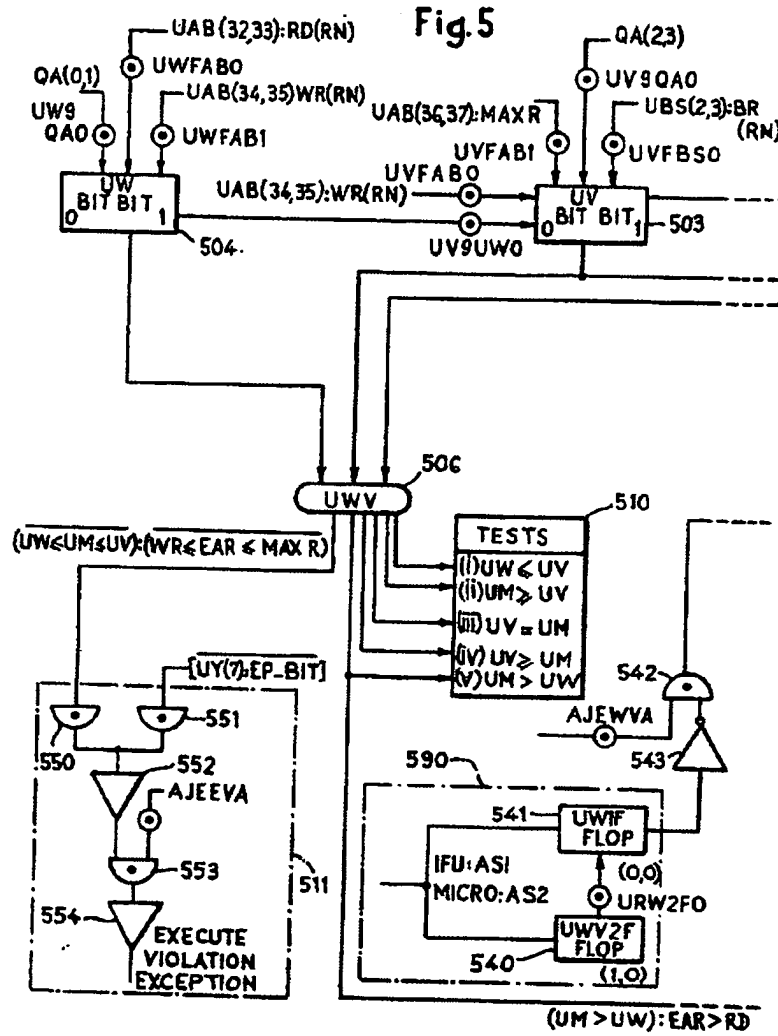 Fig.5
UAB(32,33):RD(RN)
UWFAB0
QA(0,1)
UW9
QA0
UAB(34,35)WR(RN)
UWFAB1
UW
BIT BIT
0 1
504
QA(2,3)
UV9QA0
UAB(36,37):MAXR
UVFAB1
UBS(2,3):BR
(RN)
UVFBS0
UVFAB0
UAB(34,35):WR(RN)
UV9UW0
UV
BIT BIT
0 1
503
506
UWV
510
TESTS
(i)UW≤UV
(ii)UM≥UV
(iii)UV=UM
(iv)UV≥UM
(v)UM>UW
(UW≤UM≤UV):(WR≤EAR≤MAXR)
[UY(7):EP_BIT]
550
551
552
AJEEVA
553
511
554
EXECUTE
VIOLATION
EXCEPTION
542
AJEWVA
543
590
541
UW1F
FLOP
(0,0)
IFU:AS1
MICRO:AS2
URW2F0
UWV2F
FLOP
540
(1,0)
(UM>UW):EAR>RD